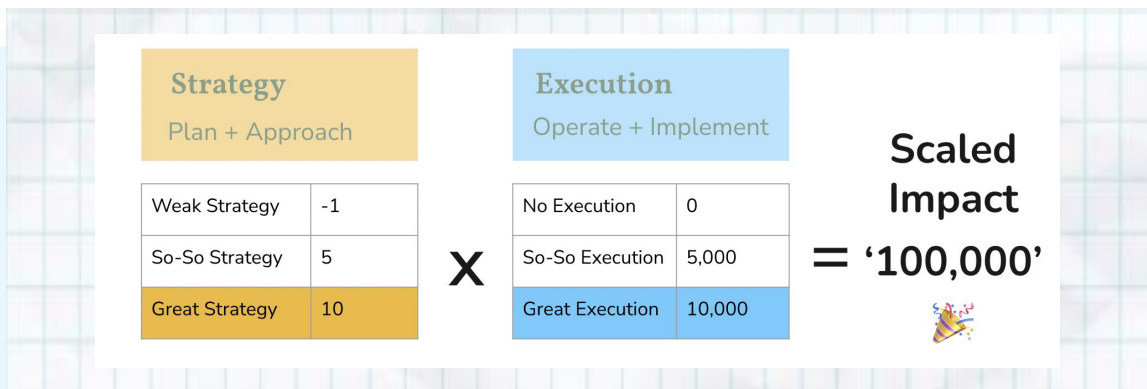 Strategy
Plan + Approach
Weak Strategy -1
So-So Strategy 5
Great Strategy 10
x
Execution
Operate + Implement
No Execution 0
So-So Execution 5,000
Great Execution 10,000
Scaled
Impact
= ‘100,000’